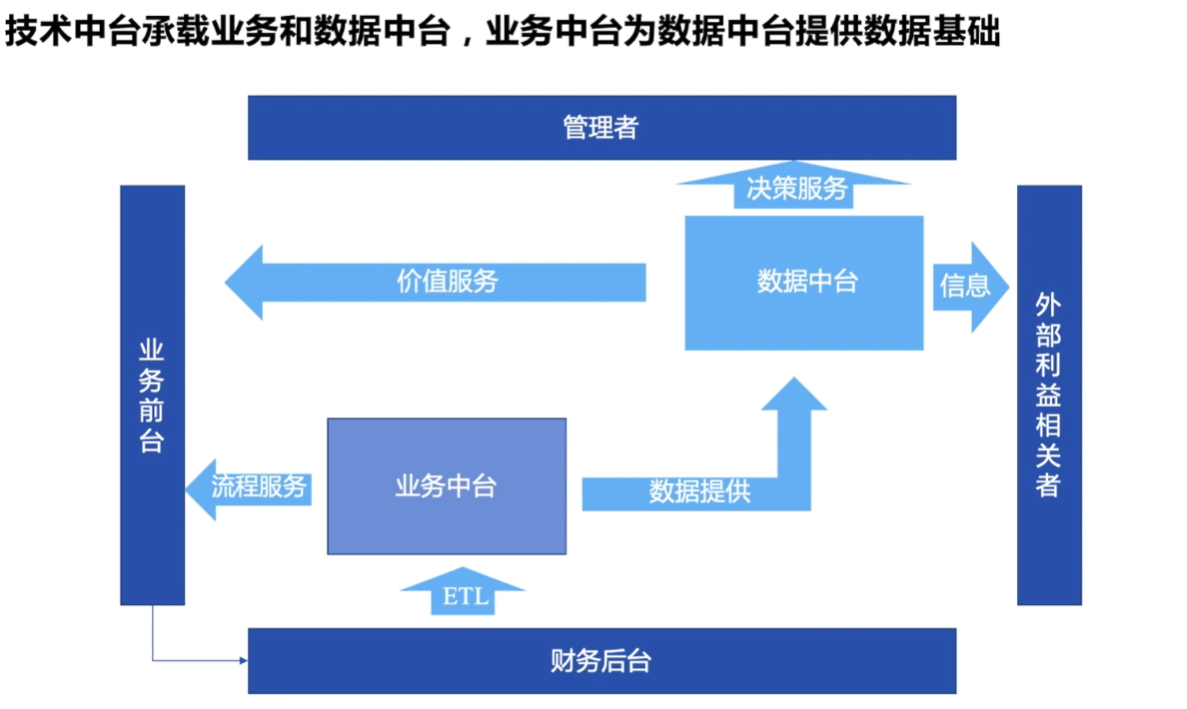 技术中台承载业务和数据中台，业务中台为数据中台提供数据基础
管理者
决策服务
价值服务
数据中台
信息
业务前台
外部利益相关者
流程服务
业务中台
数据提供
ETL
财务后台